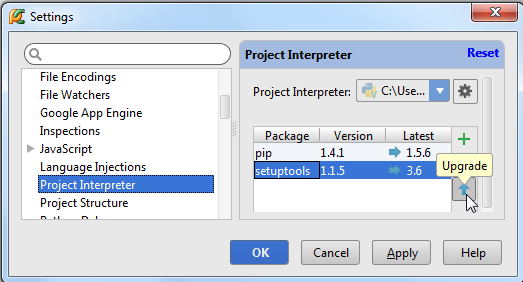 Settings
File Encodings
File Watchers
Google App Engine
Inspections
JavaScript
Language Injections
Project Interpreter
Project Structure
Project Interpreter
Reset
Project Interpreter: C:\Use...
Package Version Latest
pip 1.4.1 1.5.6
setuptools 1.1.5 3.6
Upgrade
OK Cancel Apply Help